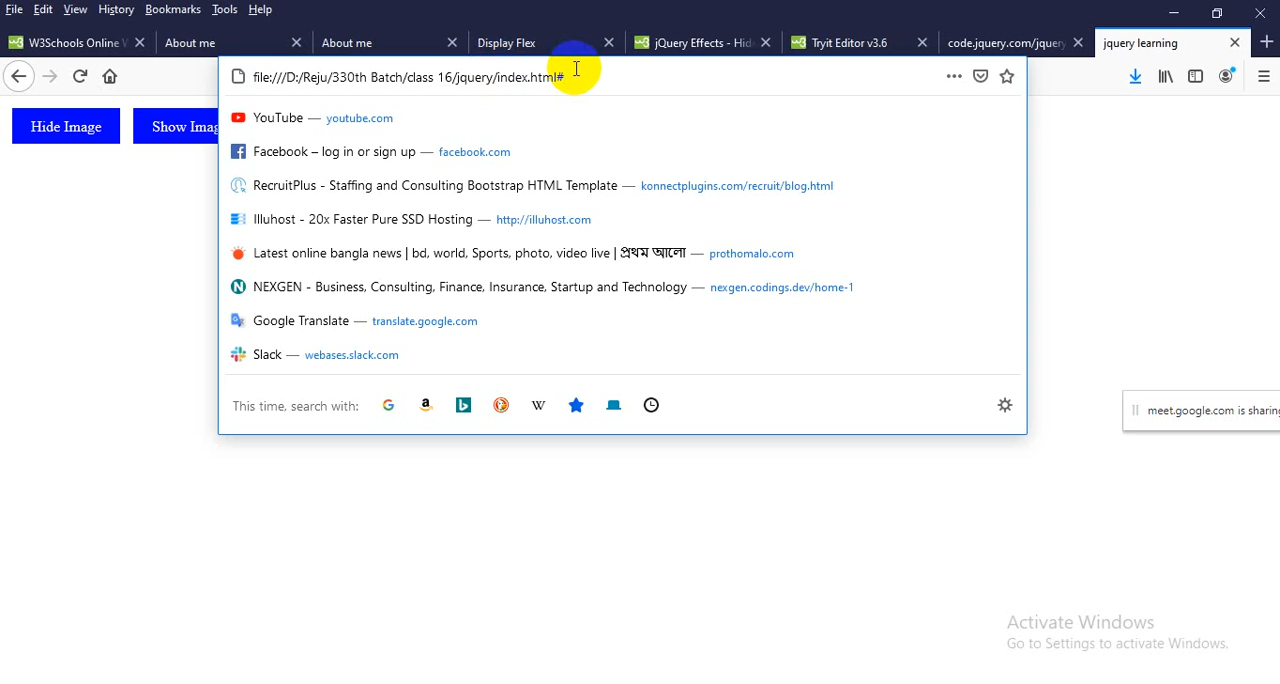 File Edit View History Bookmarks Tools Help
W3Schools Online W
About me
About me
Display Flex
jQuery Effects - Hid
Tryit Editor v3.6
code.jquery.com/jquery
jquery learning
file:///D:/Reju/330th Batch/class 16/jquery/index.html#
Hide Image
Show Imag
YouTube — youtube.com
Facebook – log in or sign up — facebook.com
RecruitPlus - Staffing and Consulting Bootstrap HTML Template — konnectplugins.com/recruit/blog.html
Illuhost - 20x Faster Pure SSD Hosting — http://illuhost.com
Latest online bangla news | bd, world, Sports, photo, video live | প্রথম আলো — prothomalo.com
NEXGEN - Business, Consulting, Finance, Insurance, Startup and Technology — nexgen.codings.dev/home-1
Google Translate — translate.google.com
Slack — webases.slack.com
This time, search with:
meet.google.com is sharing
Activate Windows
Go to Settings to activate Windows.